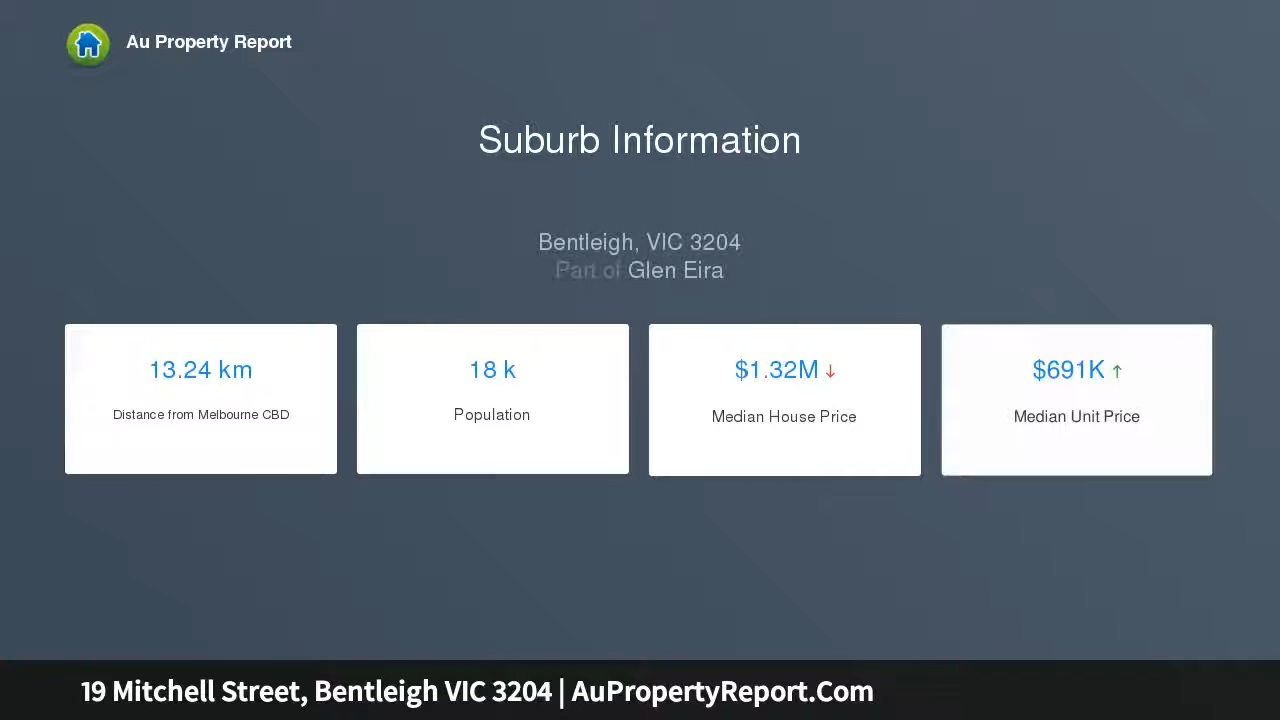 Au Property Report
Suburb Information
Bentleigh, VIC 3204
Part of Glen Eira
13.24 km
Distance from Melbourne CBD
18 k
Population
$1.32M ↓
Median House Price
$691K ↑
Median Unit Price
19 Mitchell Street, Bentleigh VIC 3204 | AuPropertyReport.Com